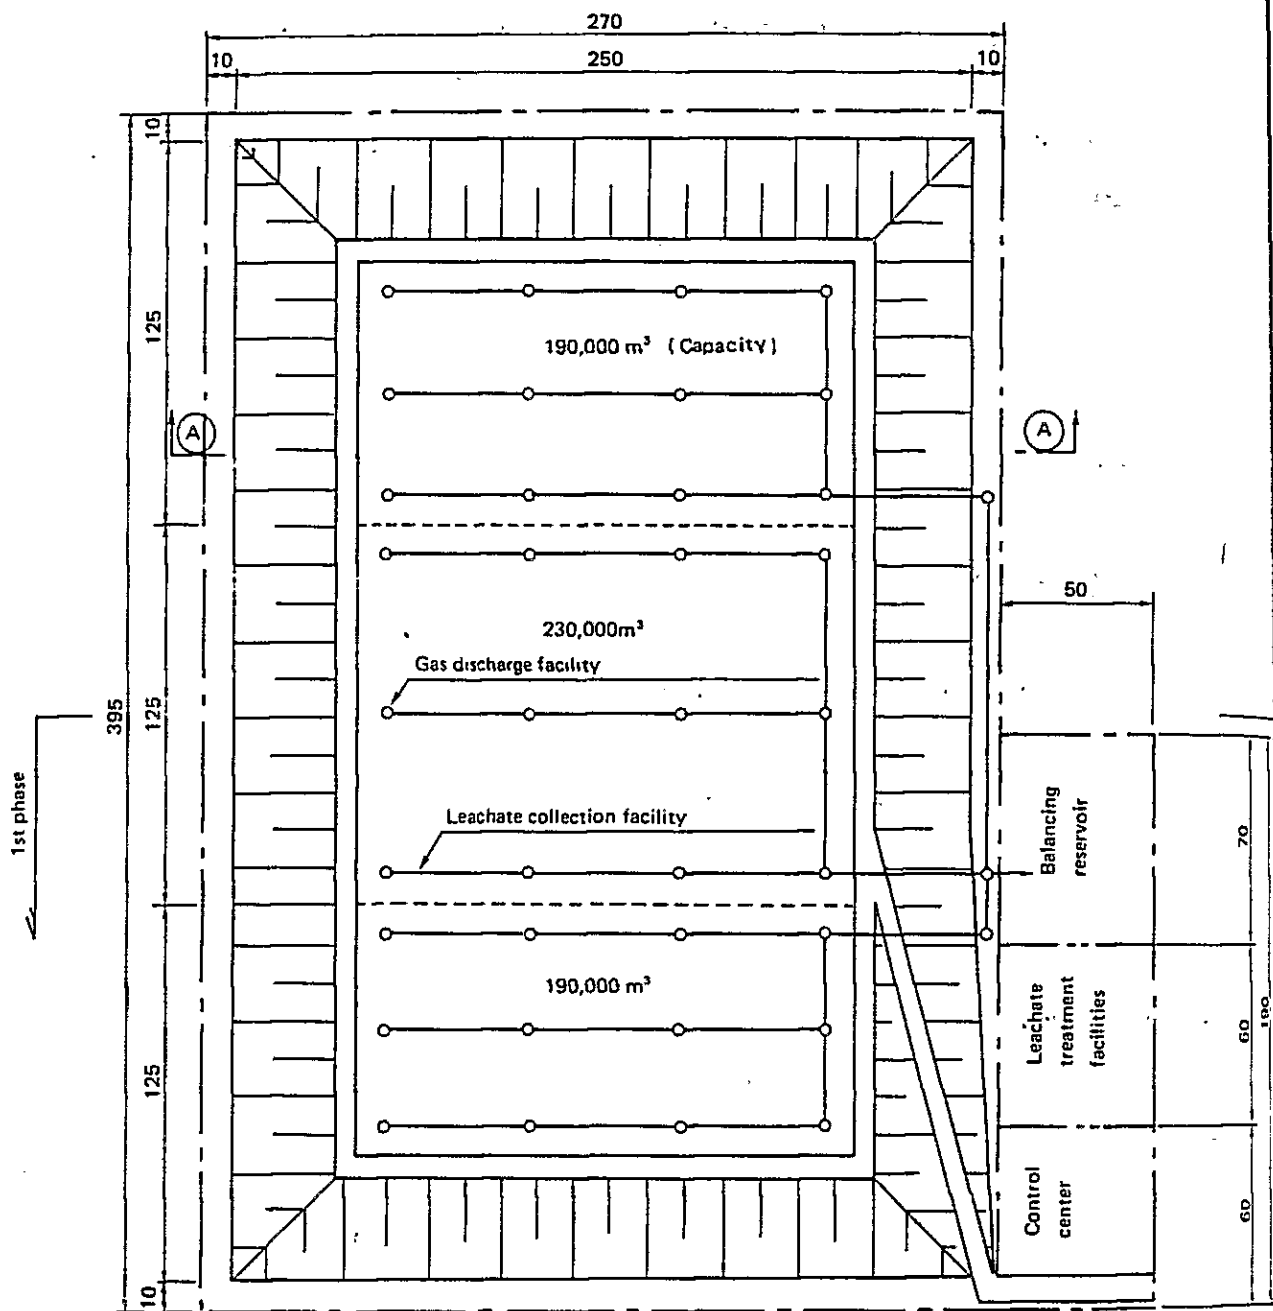 270
10
250
10
10
125
190,000 m³ (Capacity)
A
A
50
230,000m³
Gas discharge facility
395
125
1st phase
Leachate collection facility
Balancing
reservoir
70
190,000 m³
Leachate
treatment
facilities
60
190
125
Control
center
60
10